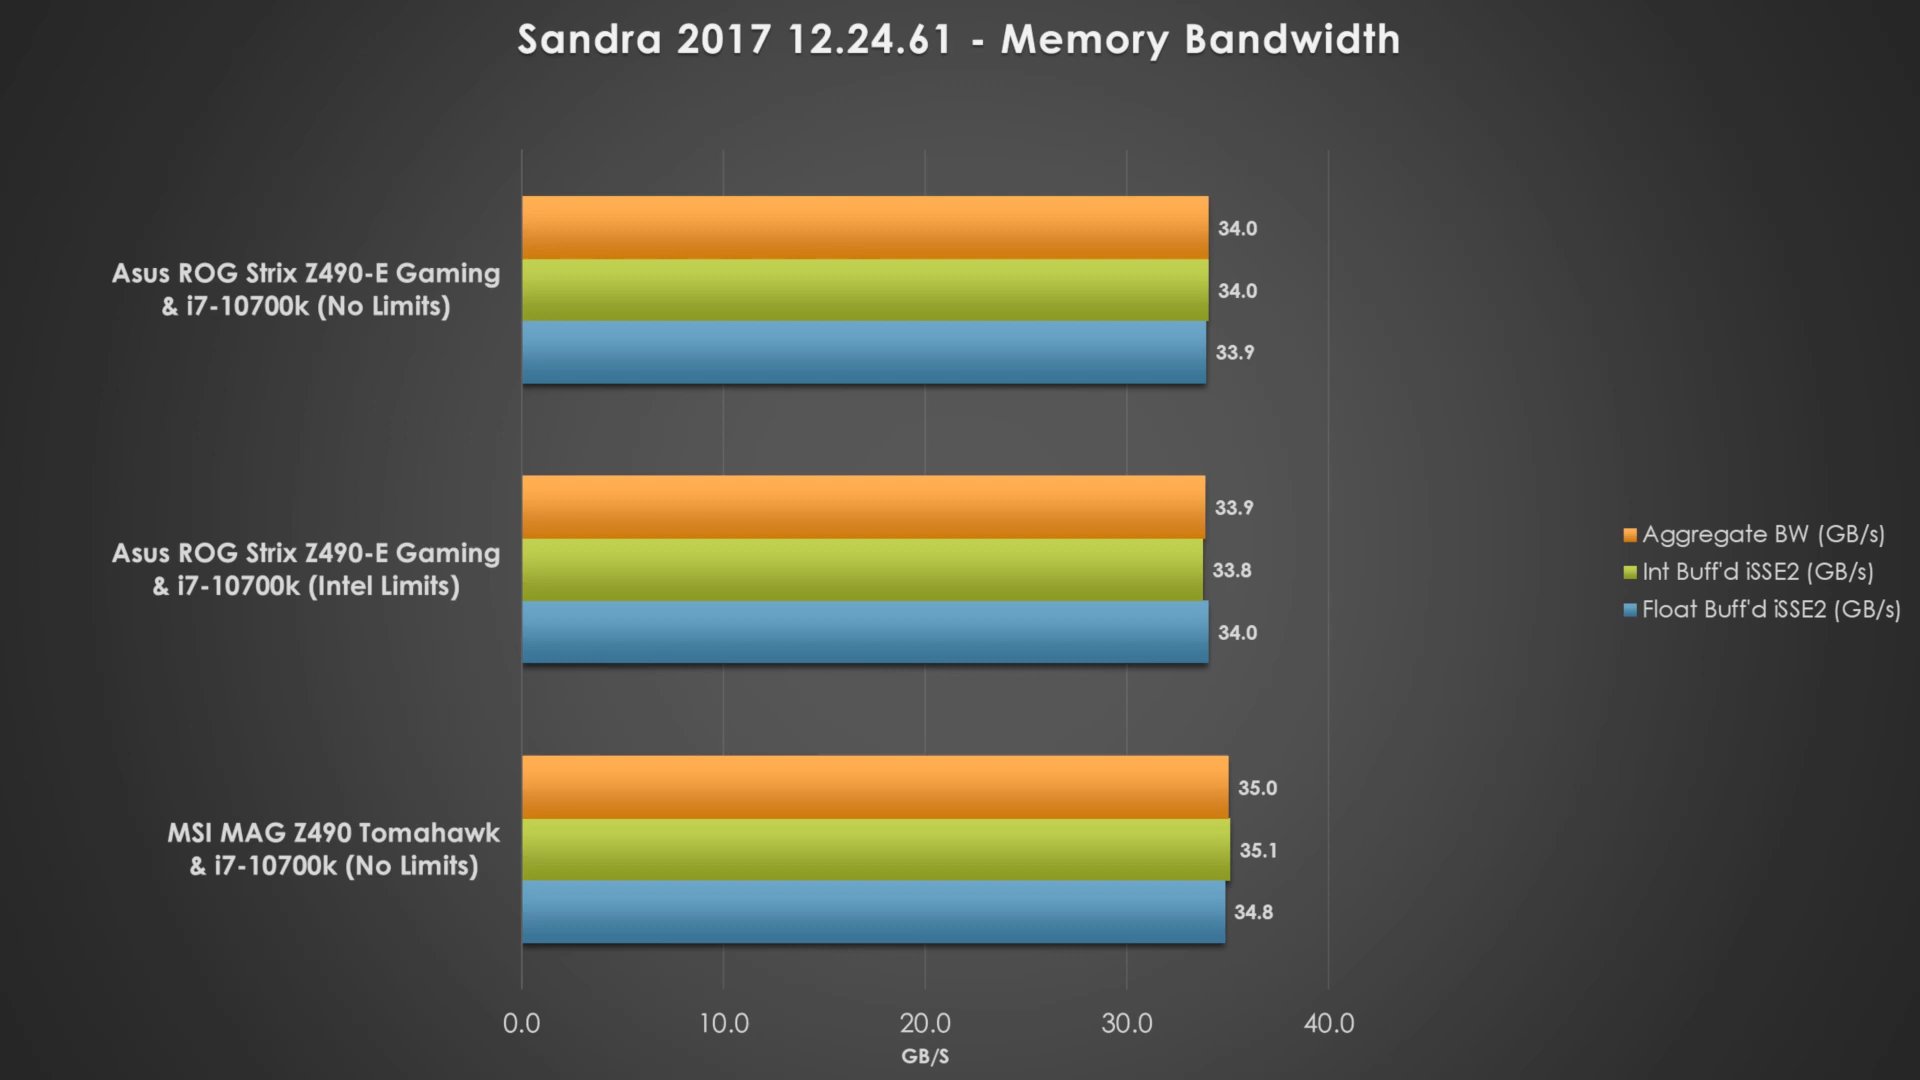 Sandra 2017 12.24.61 - Memory Bandwidth
Asus ROG Strix Z490-E Gaming
& i7-10700k (No Limits)
34.0
34.0
33.9
Asus ROG Strix Z490-E Gaming
& i7-10700k (Intel Limits)
33.9
33.8
34.0
MSI MAG Z490 Tomahawk
& i7-10700k (No Limits)
35.0
35.1
34.8
0.0 10.0 20.0 30.0 40.0
GB/S
Aggregate BW (GB/s)
Int Buff'd iSSE2 (GB/s)
Float Buff'd iSSE2 (GB/s)